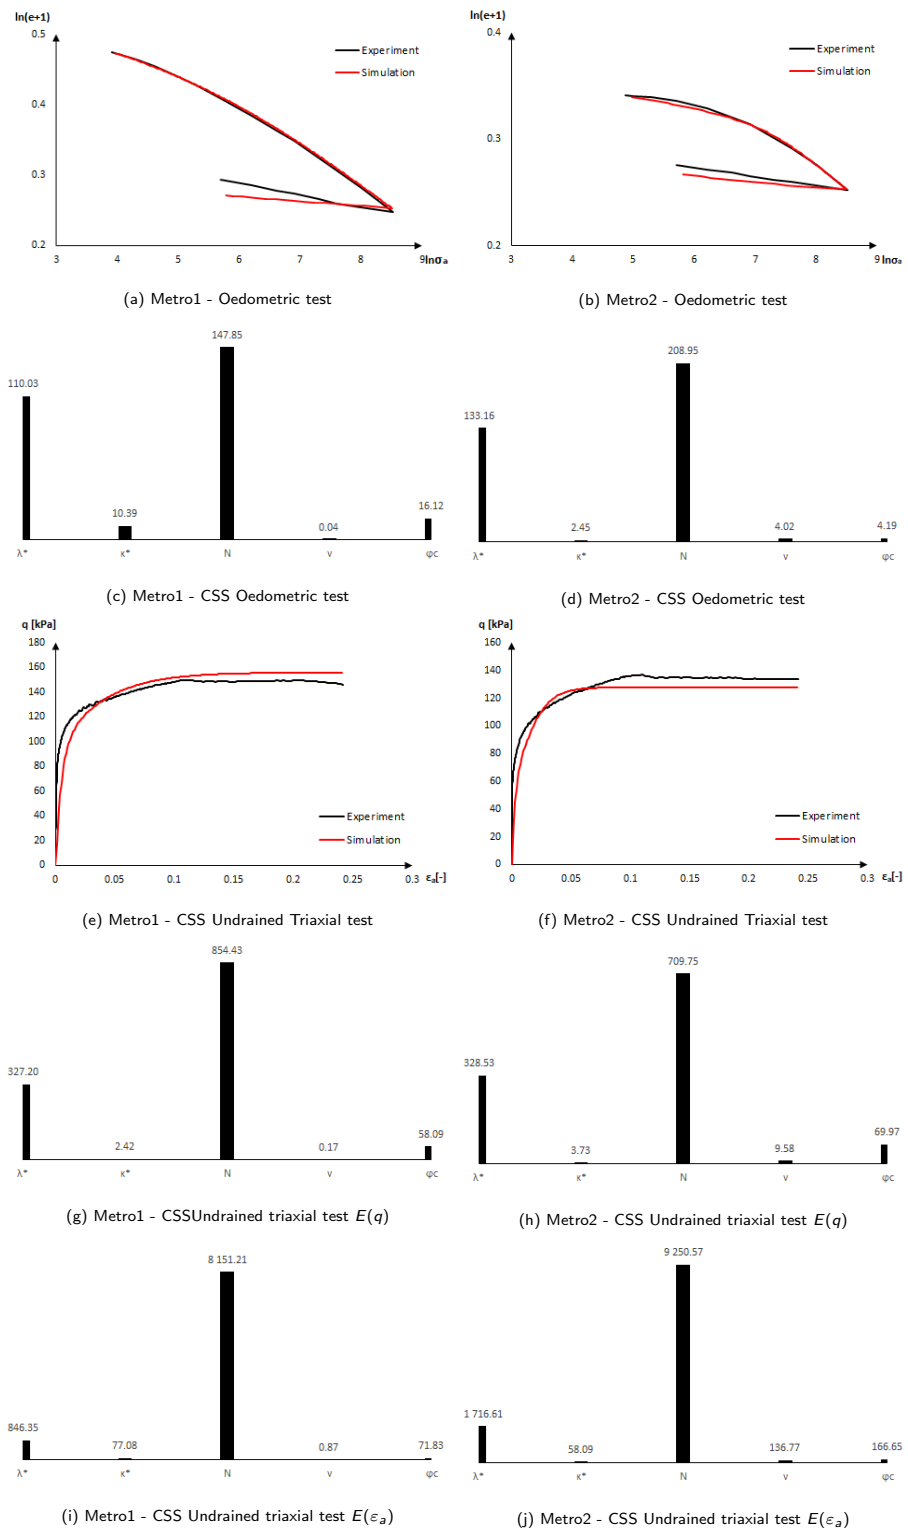 ln(e+1)
0.5
0.4
0.3
0.2
3 4 5 6 7 8 9 lnσa
Experiment
Simulation
(a) Metro1 - Oedometric test
ln(e+1)
0.4
0.3
0.2
3 4 5 6 7 8 9 lnσa
Experiment
Simulation
(b) Metro2 - Oedometric test
110.03 10.39 147.85 0.04 16.12
λ* κ* N ν φc
(c) Metro1 - CSS Oedometric test
133.16 2.45 208.95 4.02 4.19
λ* κ* N ν φc
(d) Metro2 - CSS Oedometric test
q [kPa]
180
160
140
120
100
80
60
40
20
0
0 0.05 0.1 0.15 0.2 0.25 0.3 εa[-]
Experiment
Simulation
(e) Metro1 - CSS Undrained Triaxial test
q [kPa]
160
140
120
100
80
60
40
20
0
0 0.05 0.1 0.15 0.2 0.25 0.3 εa[-]
Experiment
Simulation
(f) Metro2 - CSS Undrained Triaxial test
327.20 2.42 854.43 0.17 58.09
λ* κ* N ν φc
(g) Metro1 - CSSUndrained triaxial test E(q)
328.53 3.73 709.75 9.58 69.97
λ* κ* N ν φc
(h) Metro2 - CSS Undrained triaxial test E(q)
846.35 77.08 8 151.21 0.87 71.83
λ* κ* N ν φc
(i) Metro1 - CSS Undrained triaxial test E(εa)
1 716.61 58.09 9 250.57 136.77 166.65
λ* κ* N ν φc
(j) Metro2 - CSS Undrained triaxial test E(εa)